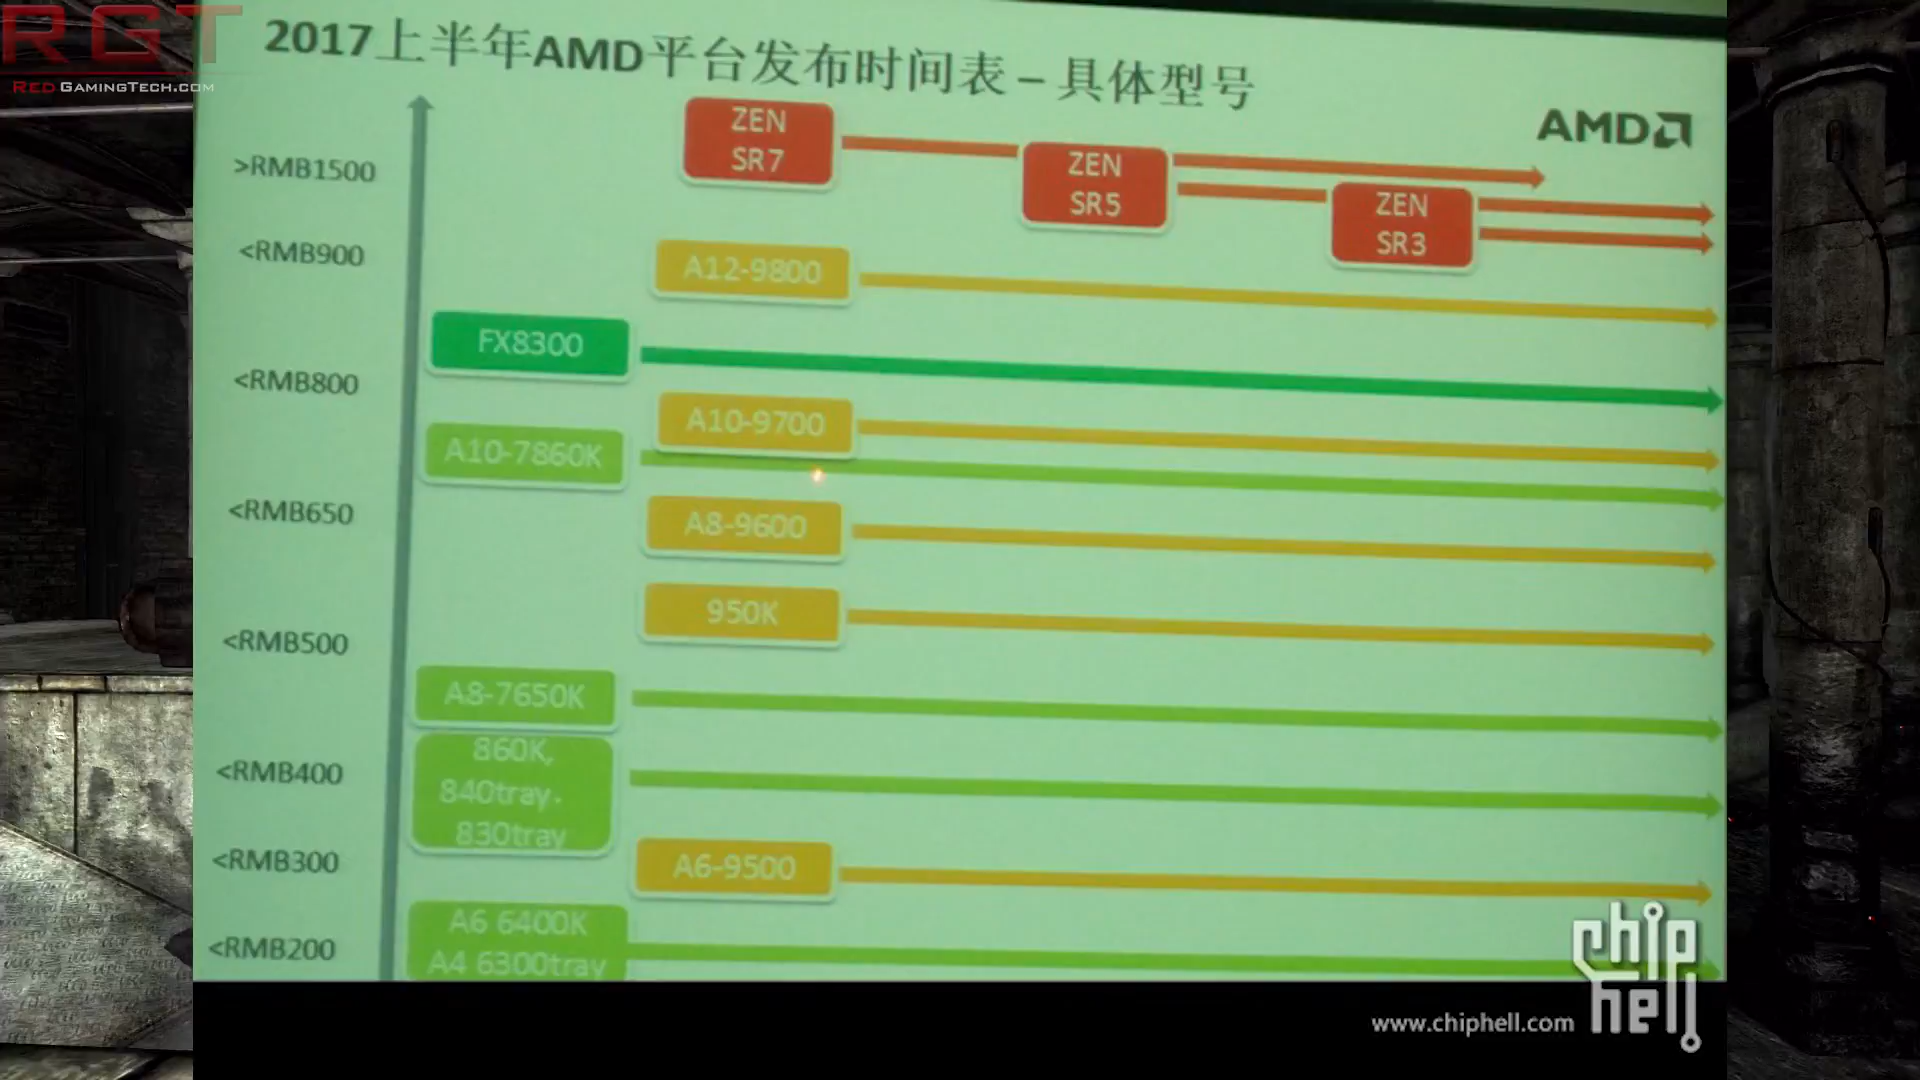 RGT
REDGAMINGTECH.COM
2017上半年AMD平台发布时间表 – 具体型号
AMD
>RMB1500
ZEN
SR7
ZEN
SR5
ZEN
SR3
<RMB900
A12-9800
FX8300
<RMB800
A10-9700
A10-7860K
<RMB650
A8-9600
950K
<RMB500
A8-7650K
<RMB400
860K,
840tray.
830tray
<RMB300
A6-9500
A6 6400K
<RMB200
A4 6300tray
chip
hell
www.chiphell.com